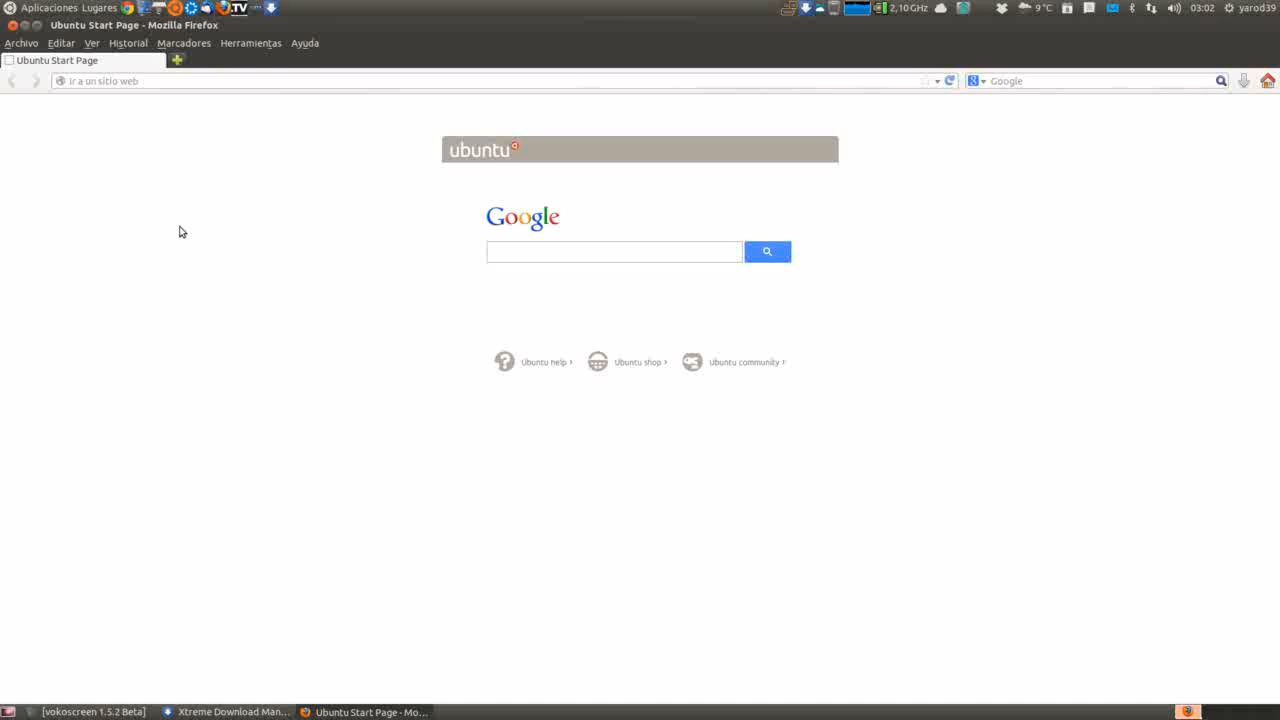 Aplicaciones Lugares TV 2,10 GHz 9 °C 03:02 yarod39
Ubuntu Start Page - Mozilla Firefox
Archivo Editar Ver Historial Marcadores Herramientas Ayuda
Ubuntu Start Page
Ir a un sitio web Google
ubuntu
Google
Ubuntu help › Ubuntu shop › Ubuntu community ›
[vokoscreen 1.5.2 Beta] Xtreme Download Man... Ubuntu Start Page - Mo...